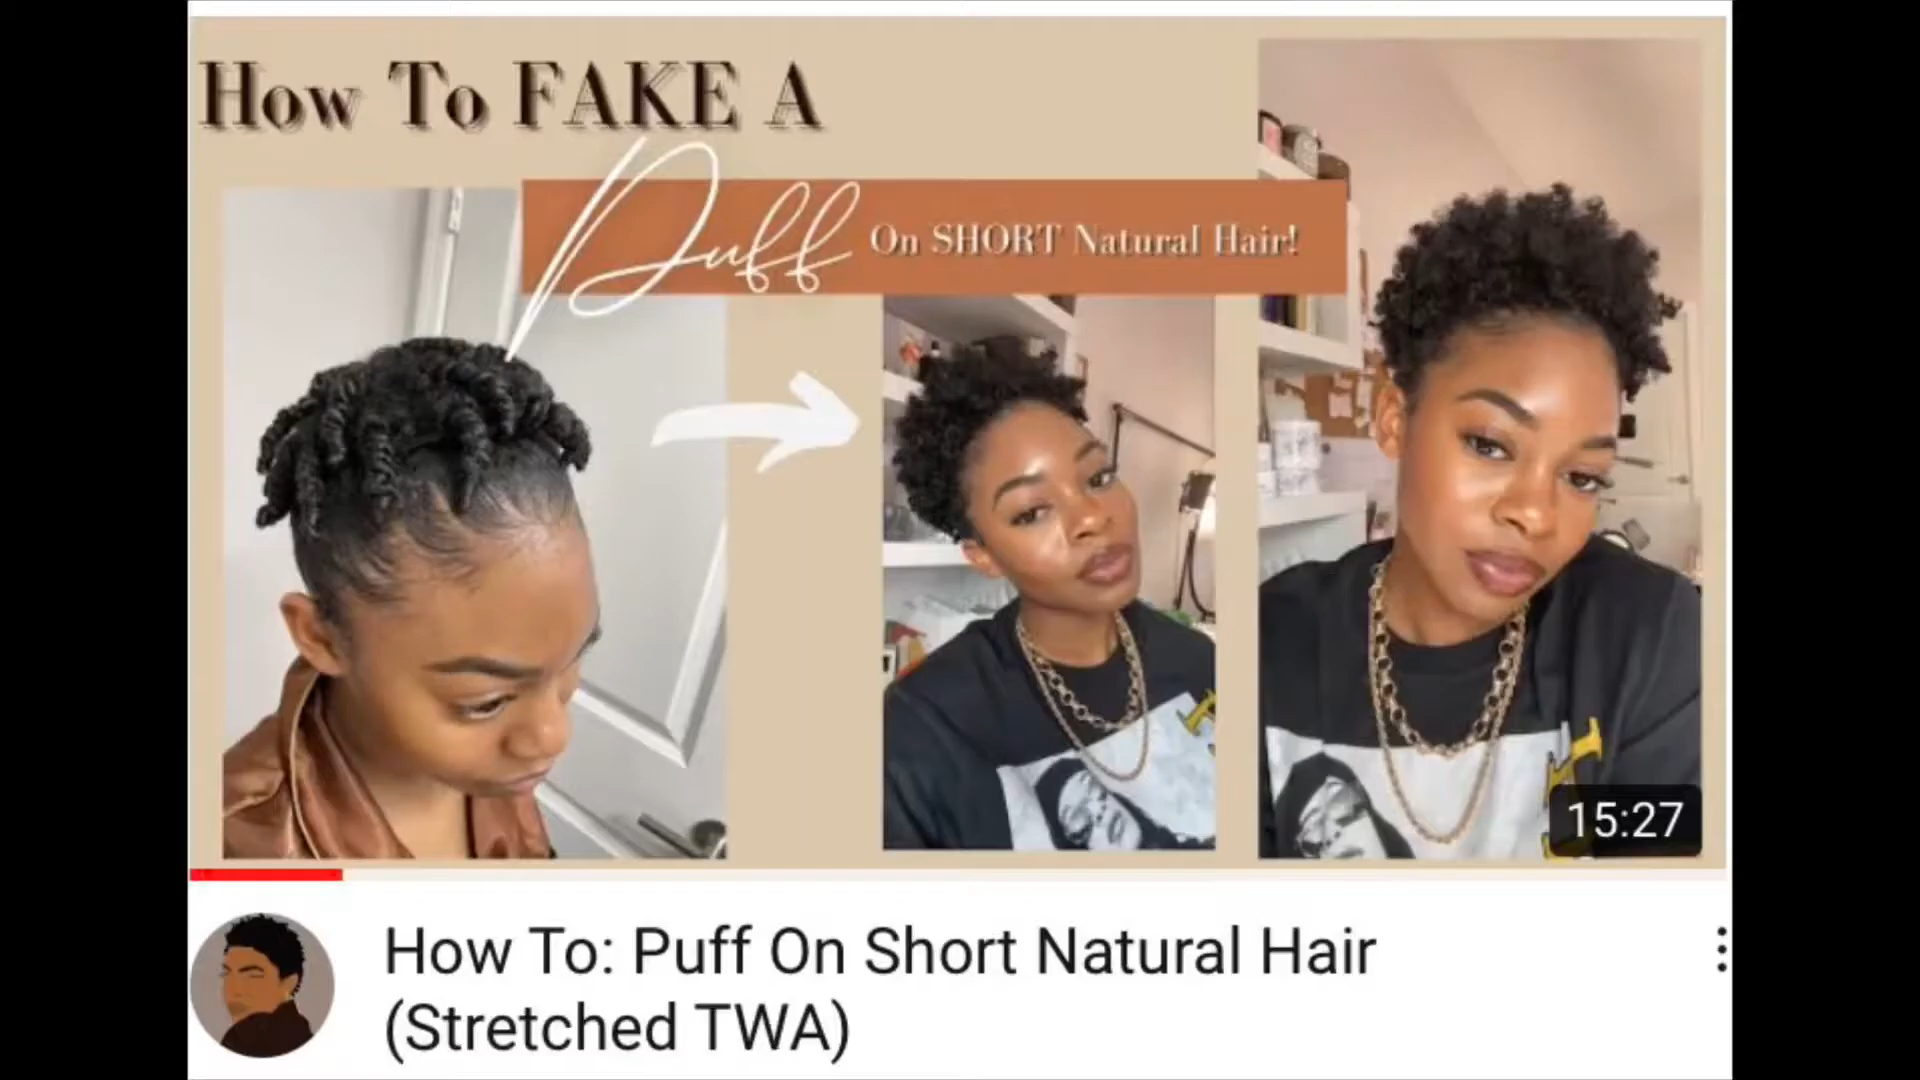 How To FAKE A
Puff On SHORT Natural Hair!
15:27
How To: Puff On Short Natural Hair
(Stretched TWA)